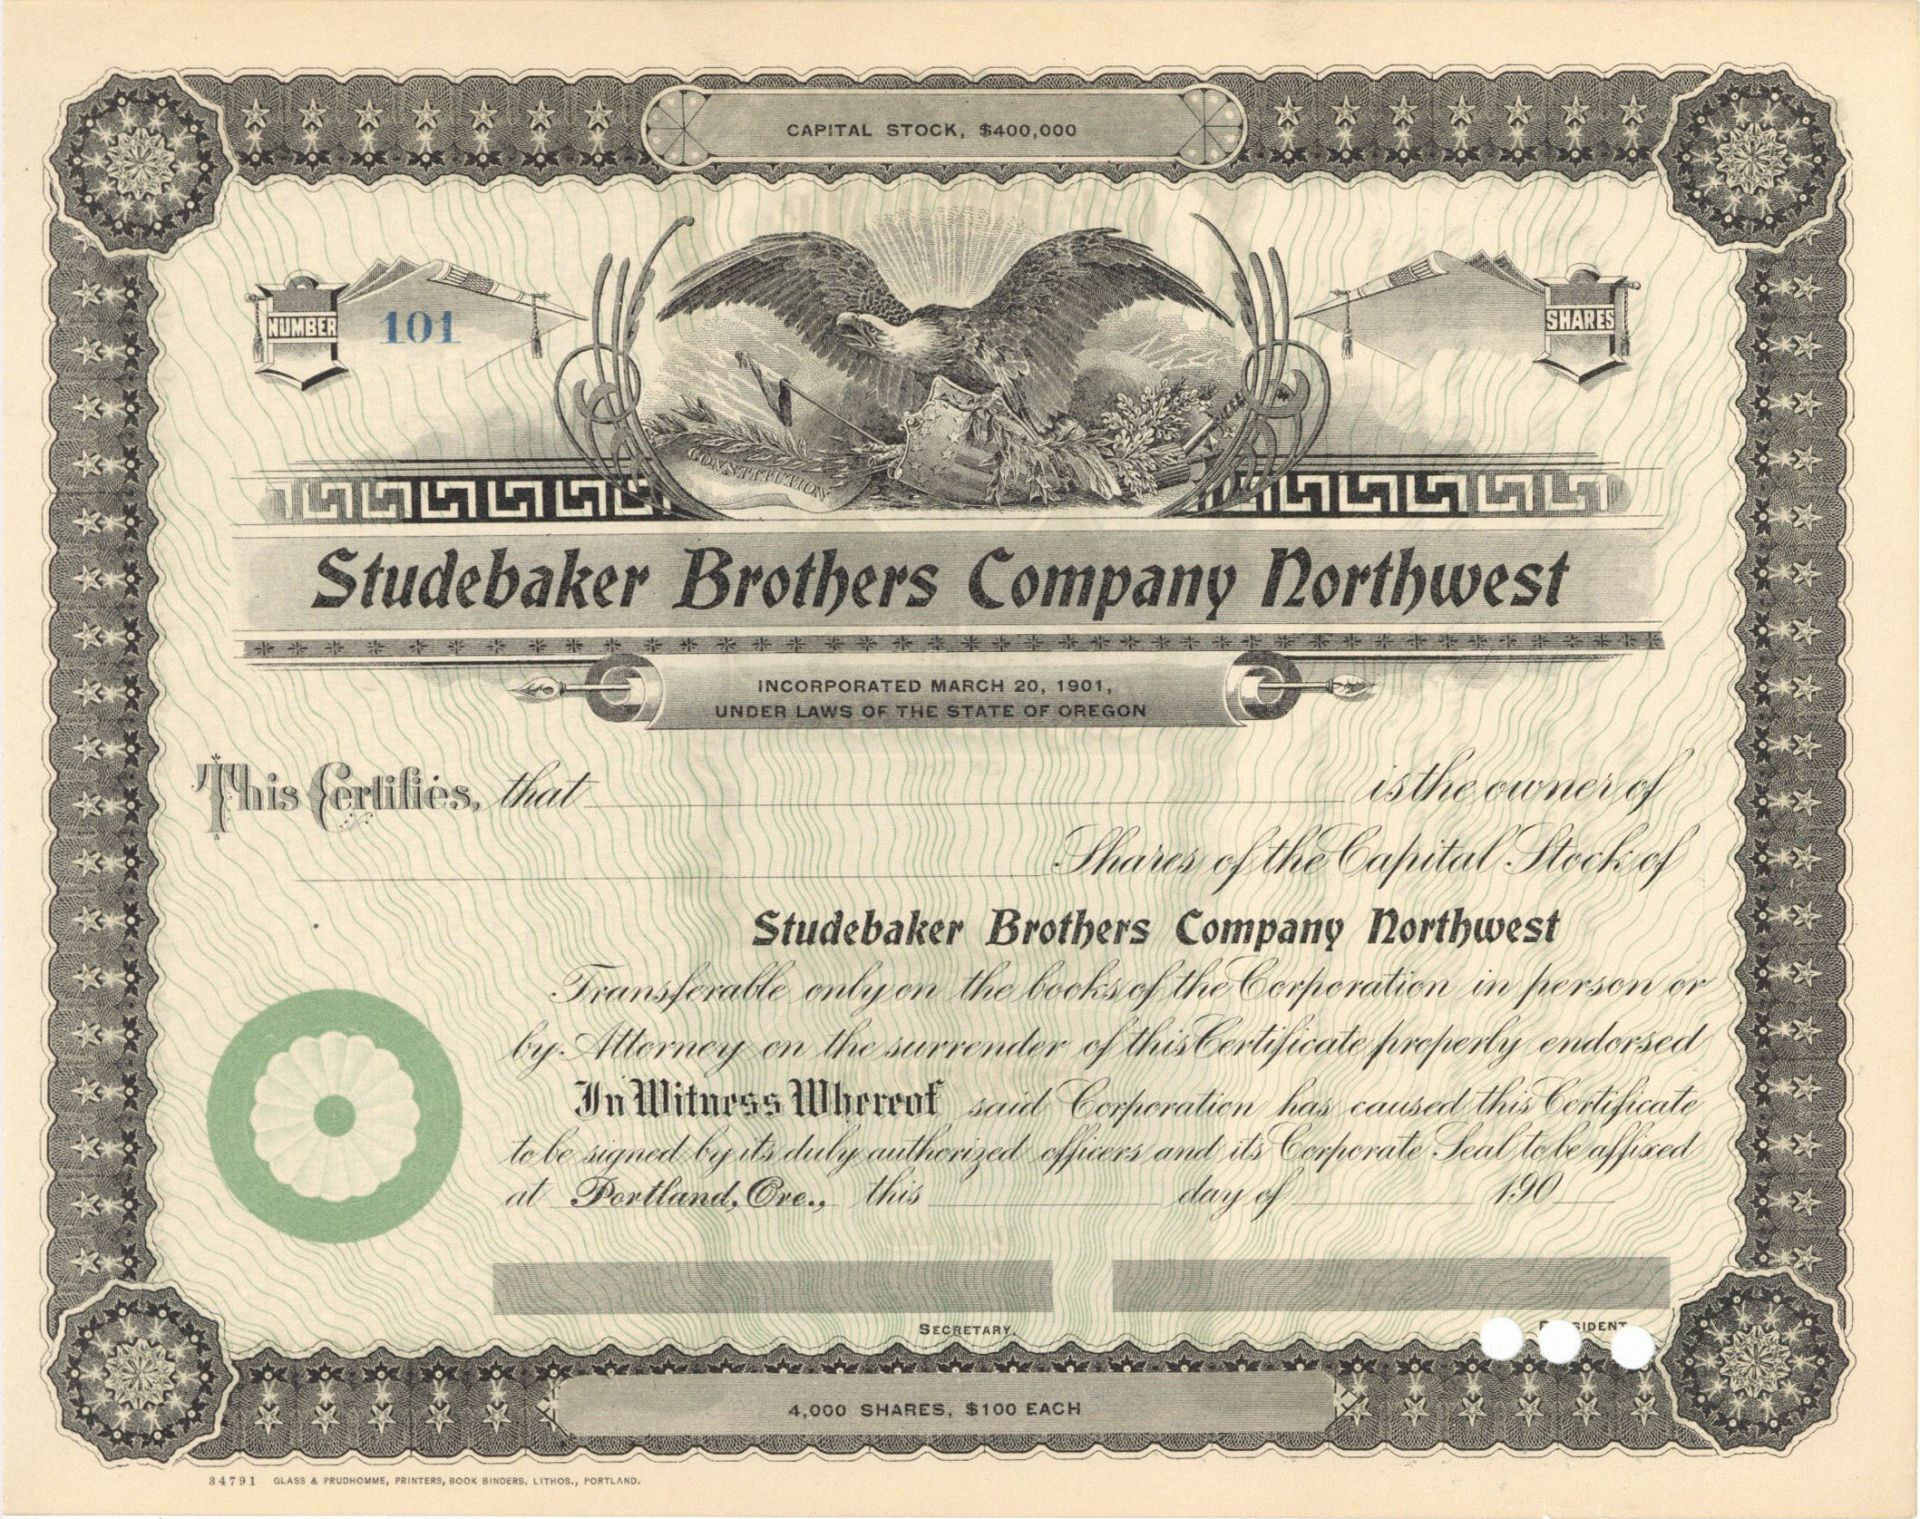 CAPITAL STOCK, $400,000
NUMBER 101
SHARES
CONSTITUTION
Studebaker Brothers Company Northwest
INCORPORATED MARCH 20, 1901,
UNDER LAWS OF THE STATE OF OREGON
This Certifies, that is the owner of
Shares of the Capital Stock of
Studebaker Brothers Company Northwest
Transferable only on the books of the Corporation in person or
by Attorney on the surrender of this Certificate properly endorsed
In Witness Whereof said Corporation has caused this Certificate
to be signed by its duly authorized officers and its Corporate Seal to be affixed
at Portland, Ore., this day of 190
SECRETARY.
4,000 SHARES, $100 EACH
34791 GLASS & PRUDHOMME, PRINTERS, BOOK BINDERS, LITHOS., PORTLAND.